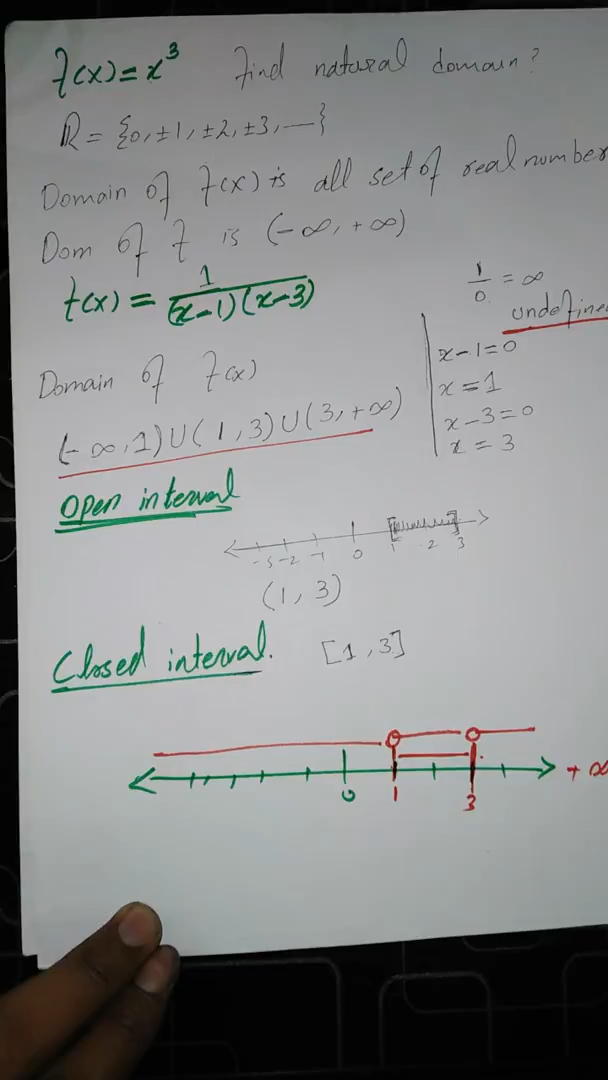 f(x) = x³ Find natural domain?
R = {0, ±1, ±2, ±3, —}
Domain of f(x) is all set of real number
Dom of f is (-∞, +∞)
f(x) = 1/(x-1)(x-3)
1/0 = ∞
undefine
x-1=0
x=1
x-3=0
x=3
Domain of f(x)
(-∞,1)U(1,3)U(3,+∞)
Open interval
-3 -2 -1 0 1 2 3
(1, 3)
Closed interval. [1,3]
0 1 3 +∞